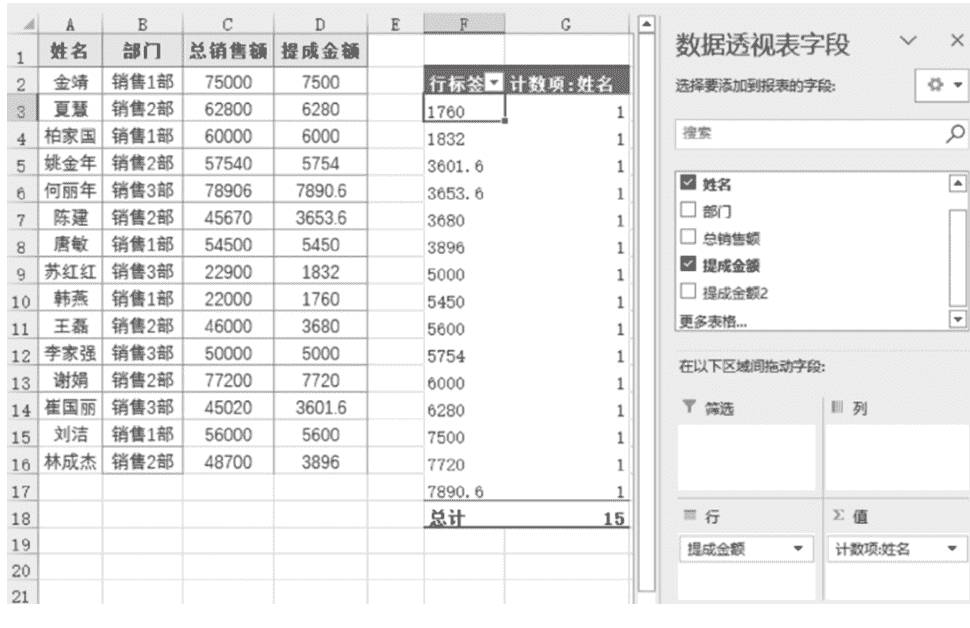 A B C D E F G
1 姓名 部门 总销售额 提成金额
2 金靖 销售1部 75000 7500 行标签 计数项:姓名
3 夏慧 销售2部 62800 6280 1760 1
4 柏家国 销售1部 60000 6000 1832 1
5 姚金年 销售2部 57540 5754 3601.6 1
6 何丽年 销售3部 78906 7890.6 3653.6 1
7 陈建 销售2部 45670 3653.6 3680 1
8 唐敏 销售1部 54500 5450 3896 1
9 苏红红 销售3部 22900 1832 5000 1
10 韩燕 销售1部 22000 1760 5450 1
11 王磊 销售2部 46000 3680 5600 1
12 李家强 销售3部 50000 5000 5754 1
13 谢娟 销售2部 77200 7720 6000 1
14 崔国丽 销售3部 45020 3601.6 6280 1
15 刘洁 销售1部 56000 5600 7500 1
16 林成杰 销售2部 48700 3896 7720 1
17 7890.6 1
18 总计 15
19
20
21
数据透视表字段
选择要添加到报表的字段:
搜索
姓名
部门
总销售额
提成金额
提成金额2
更多表格...
在以下区域间拖动字段:
筛选 列
行 Σ 值
提成金额 计数项:姓名